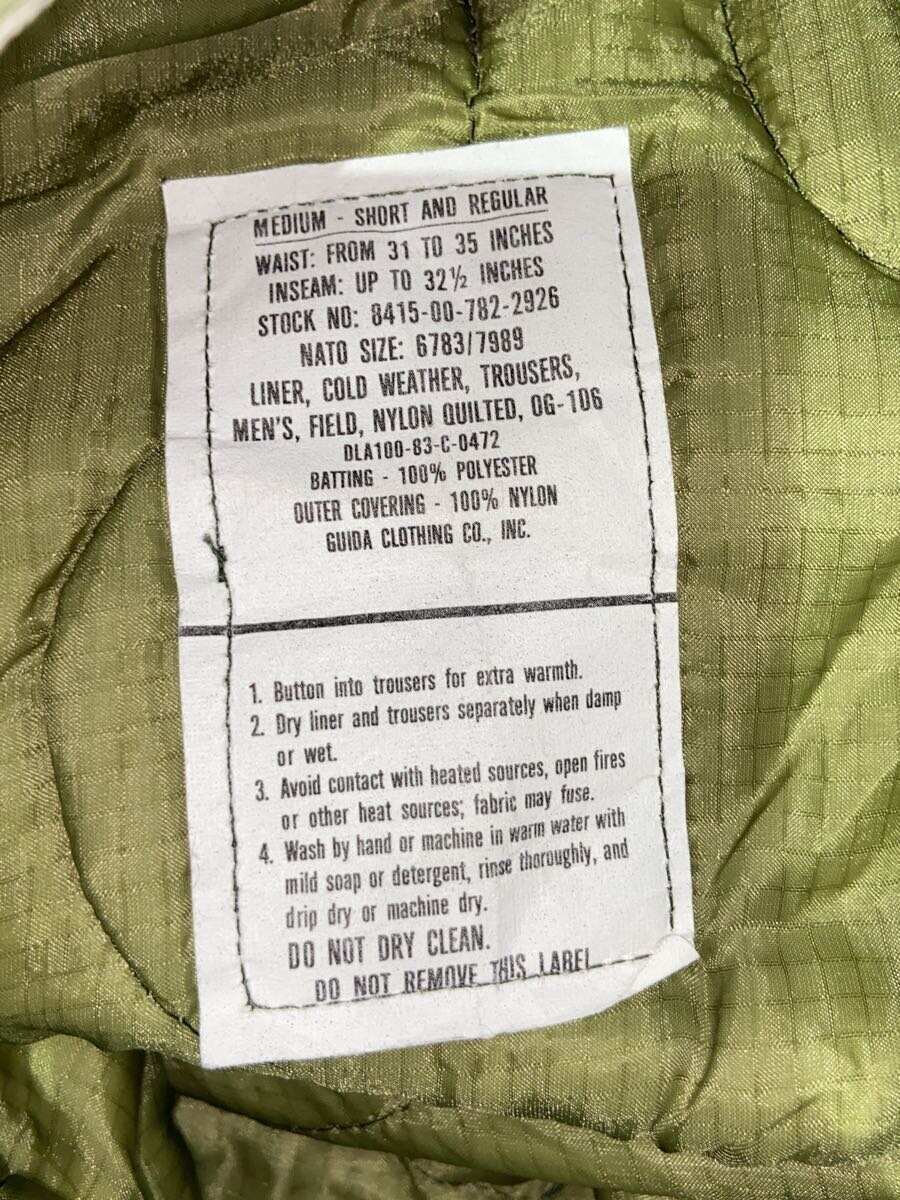 MEDIUM - SHORT AND REGULAR
WAIST: FROM 31 TO 35 INCHES
INSEAM: UP TO 32½ INCHES
STOCK NO: 8415-00-782-2926
NATO SIZE: 6783/7989
LINER, COLD WEATHER, TROUSERS,
MEN'S, FIELD, NYLON QUILTED, OG-106
DLA100-83-C-0472
BATTING - 100% POLYESTER
OUTER COVERING - 100% NYLON
GUIDA CLOTHING CO., INC.
1. Button into trousers for extra warmth.
2. Dry liner and trousers separately when damp
or wet.
3. Avoid contact with heated sources, open fires
or other heat sources; fabric may fuse.
4. Wash by hand or machine in warm water with
mild soap or detergent, rinse thoroughly, and
drip dry or machine dry.
DO NOT DRY CLEAN.
DO NOT REMOVE THIS LABEL